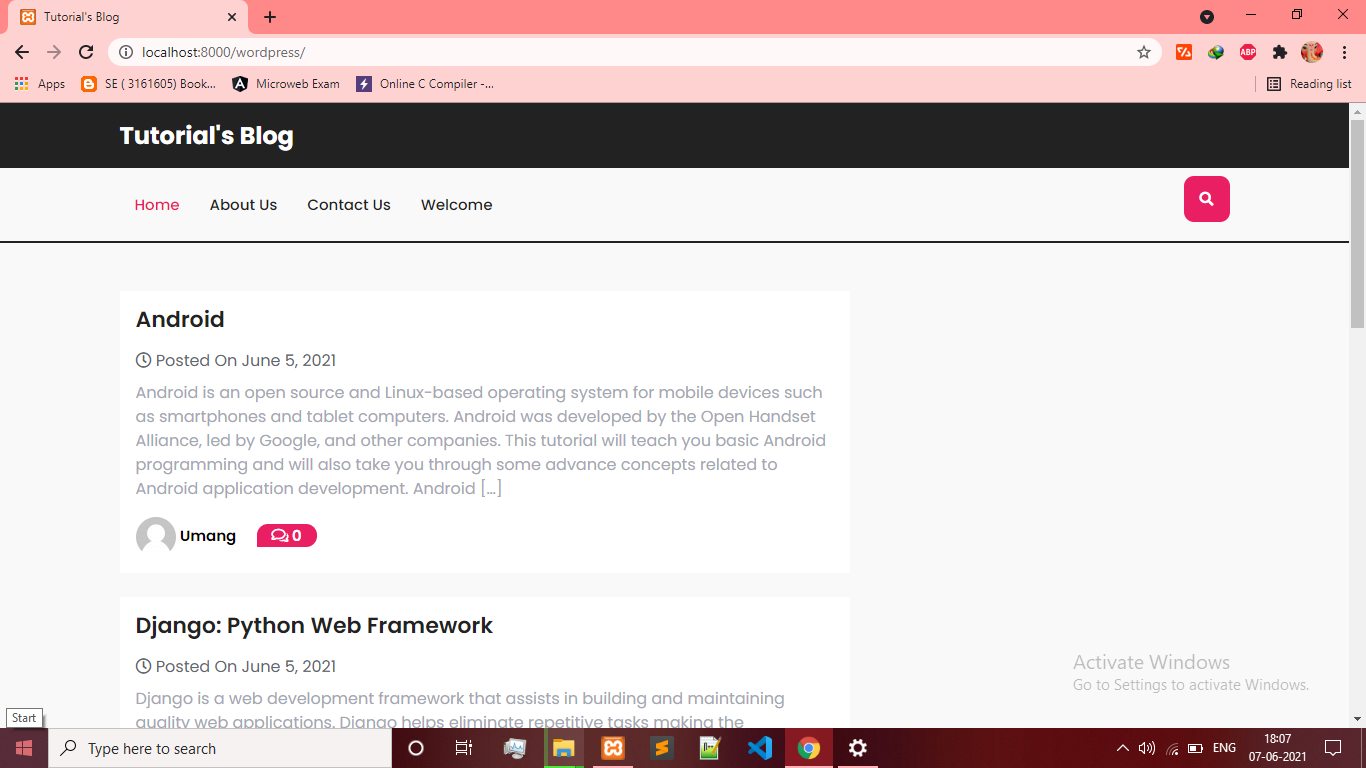 Tutorial's Blog
localhost:8000/wordpress/
ABP
Apps SE ( 3161605) Book... Microweb Exam Online C Compiler -... Reading list
Tutorial's Blog
Home About Us Contact Us Welcome
Android
Posted On June 5, 2021
Android is an open source and Linux-based operating system for mobile devices such
as smartphones and tablet computers. Android was developed by the Open Handset
Alliance, led by Google, and other companies. This tutorial will teach you basic Android
programming and will also take you through some advance concepts related to
Android application development. Android […]
Umang 0
Django: Python Web Framework
Posted On June 5, 2021
Django is a web development framework that assists in building and maintaining
quality web applications. Django helps eliminate repetitive tasks making the
Activate Windows
Go to Settings to activate Windows.
Start
Type here to search
ENG
18:07
07-06-2021